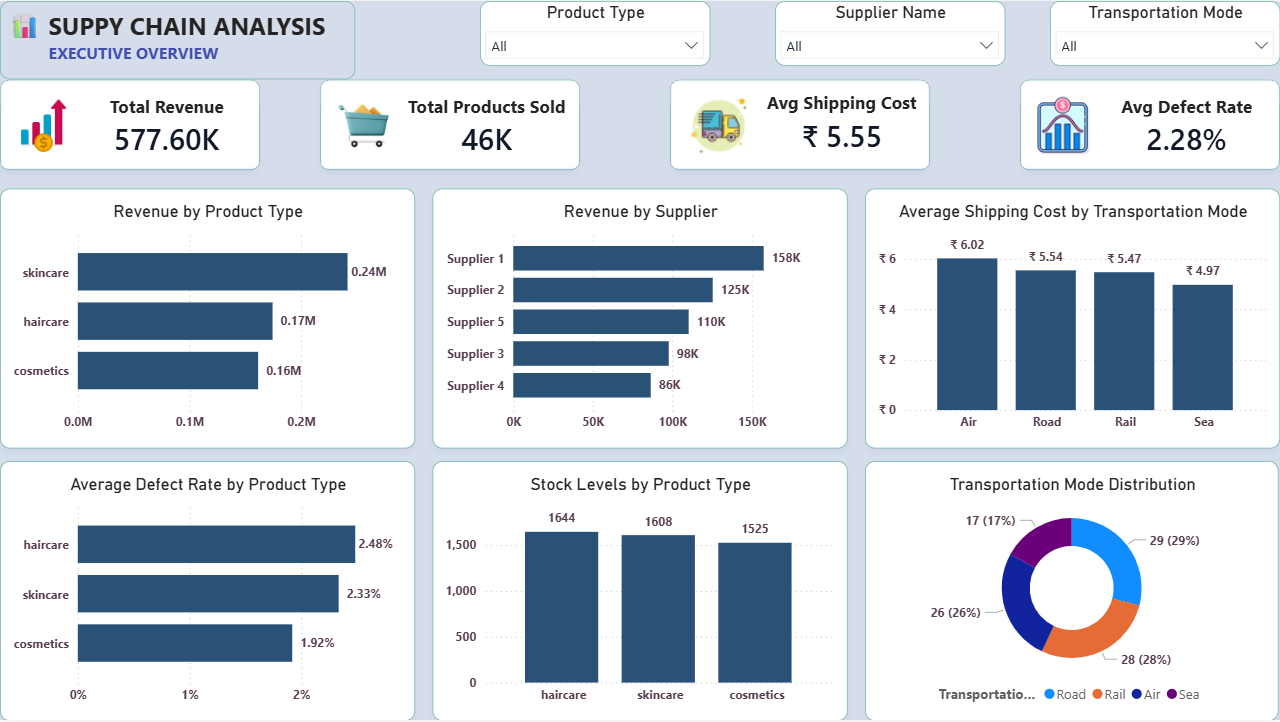 SUPPY CHAIN ANALYSIS
EXECUTIVE OVERVIEW
Product Type
All
Supplier Name
All
Transportation Mode
All
Total Revenue
577.60K
Total Products Sold
46K
Avg Shipping Cost
₹ 5.55
Avg Defect Rate
2.28%
Revenue by Product Type
skincare 0.24M
haircare 0.17M
cosmetics 0.16M
0.0M 0.1M 0.2M
Revenue by Supplier
Supplier 1 158K
Supplier 2 125K
Supplier 5 110K
Supplier 3 98K
Supplier 4 86K
0K 50K 100K 150K
Average Shipping Cost by Transportation Mode
₹ 6.02 ₹ 5.54 ₹ 5.47 ₹ 4.97
₹ 6
₹ 4
₹ 2
₹ 0
Air Road Rail Sea
Average Defect Rate by Product Type
haircare 2.48%
skincare 2.33%
cosmetics 1.92%
0% 1% 2%
Stock Levels by Product Type
1644 1608 1525
1,500
1,000
500
0
haircare skincare cosmetics
Transportation Mode Distribution
17 (17%)
29 (29%)
26 (26%)
28 (28%)
Transportatio... Road Rail Air Sea